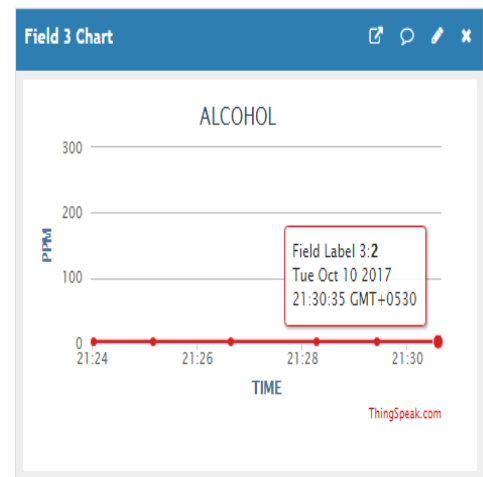 Field 3 Chart
ALCOHOL
300
200
100
0
PPM
Field Label 3:2
Tue Oct 10 2017
21:30:35 GMT+0530
21:24 21:26 21:28 21:30
TIME
ThingSpeak.com